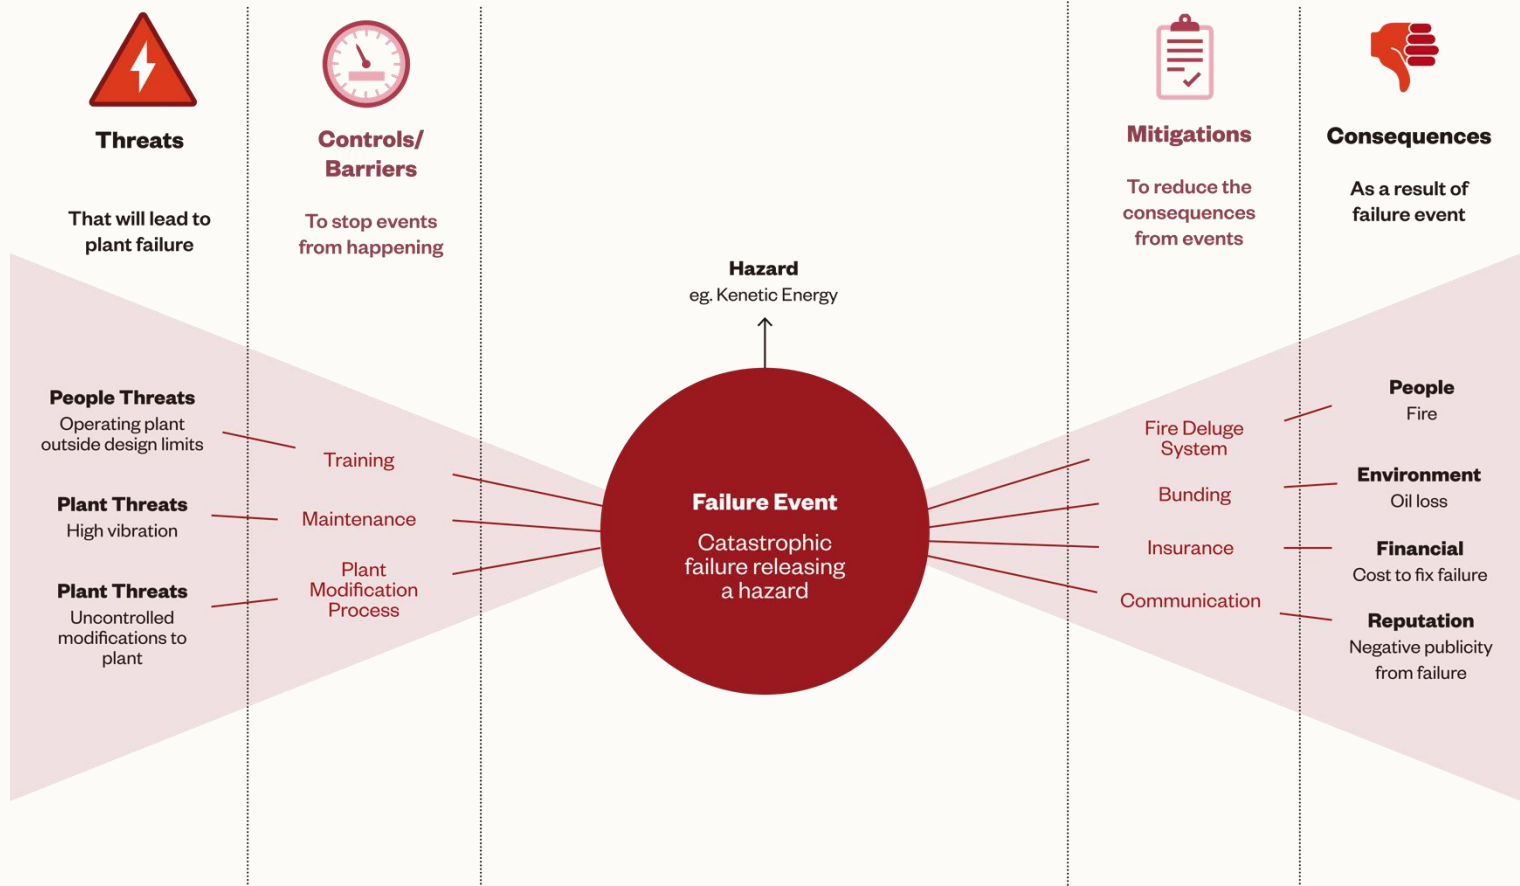 Threats
That will lead to
plant failure
Controls/
Barriers
To stop events
from happening
Mitigations
To reduce the
consequences
from events
Consequences
As a result of
failure event
People Threats
Operating plant
outside design limits
Plant Threats
High vibration
Plant Threats
Uncontrolled
modifications to
plant
Training
Maintenance
Plant
Modification
Process
Hazard
eg. Kenetic Energy
Failure Event
Catastrophic
failure releasing
a hazard
Fire Deluge
System
Bunding
Insurance
Communication
People
Fire
Environment
Oil loss
Financial
Cost to fix failure
Reputation
Negative publicity
from failure